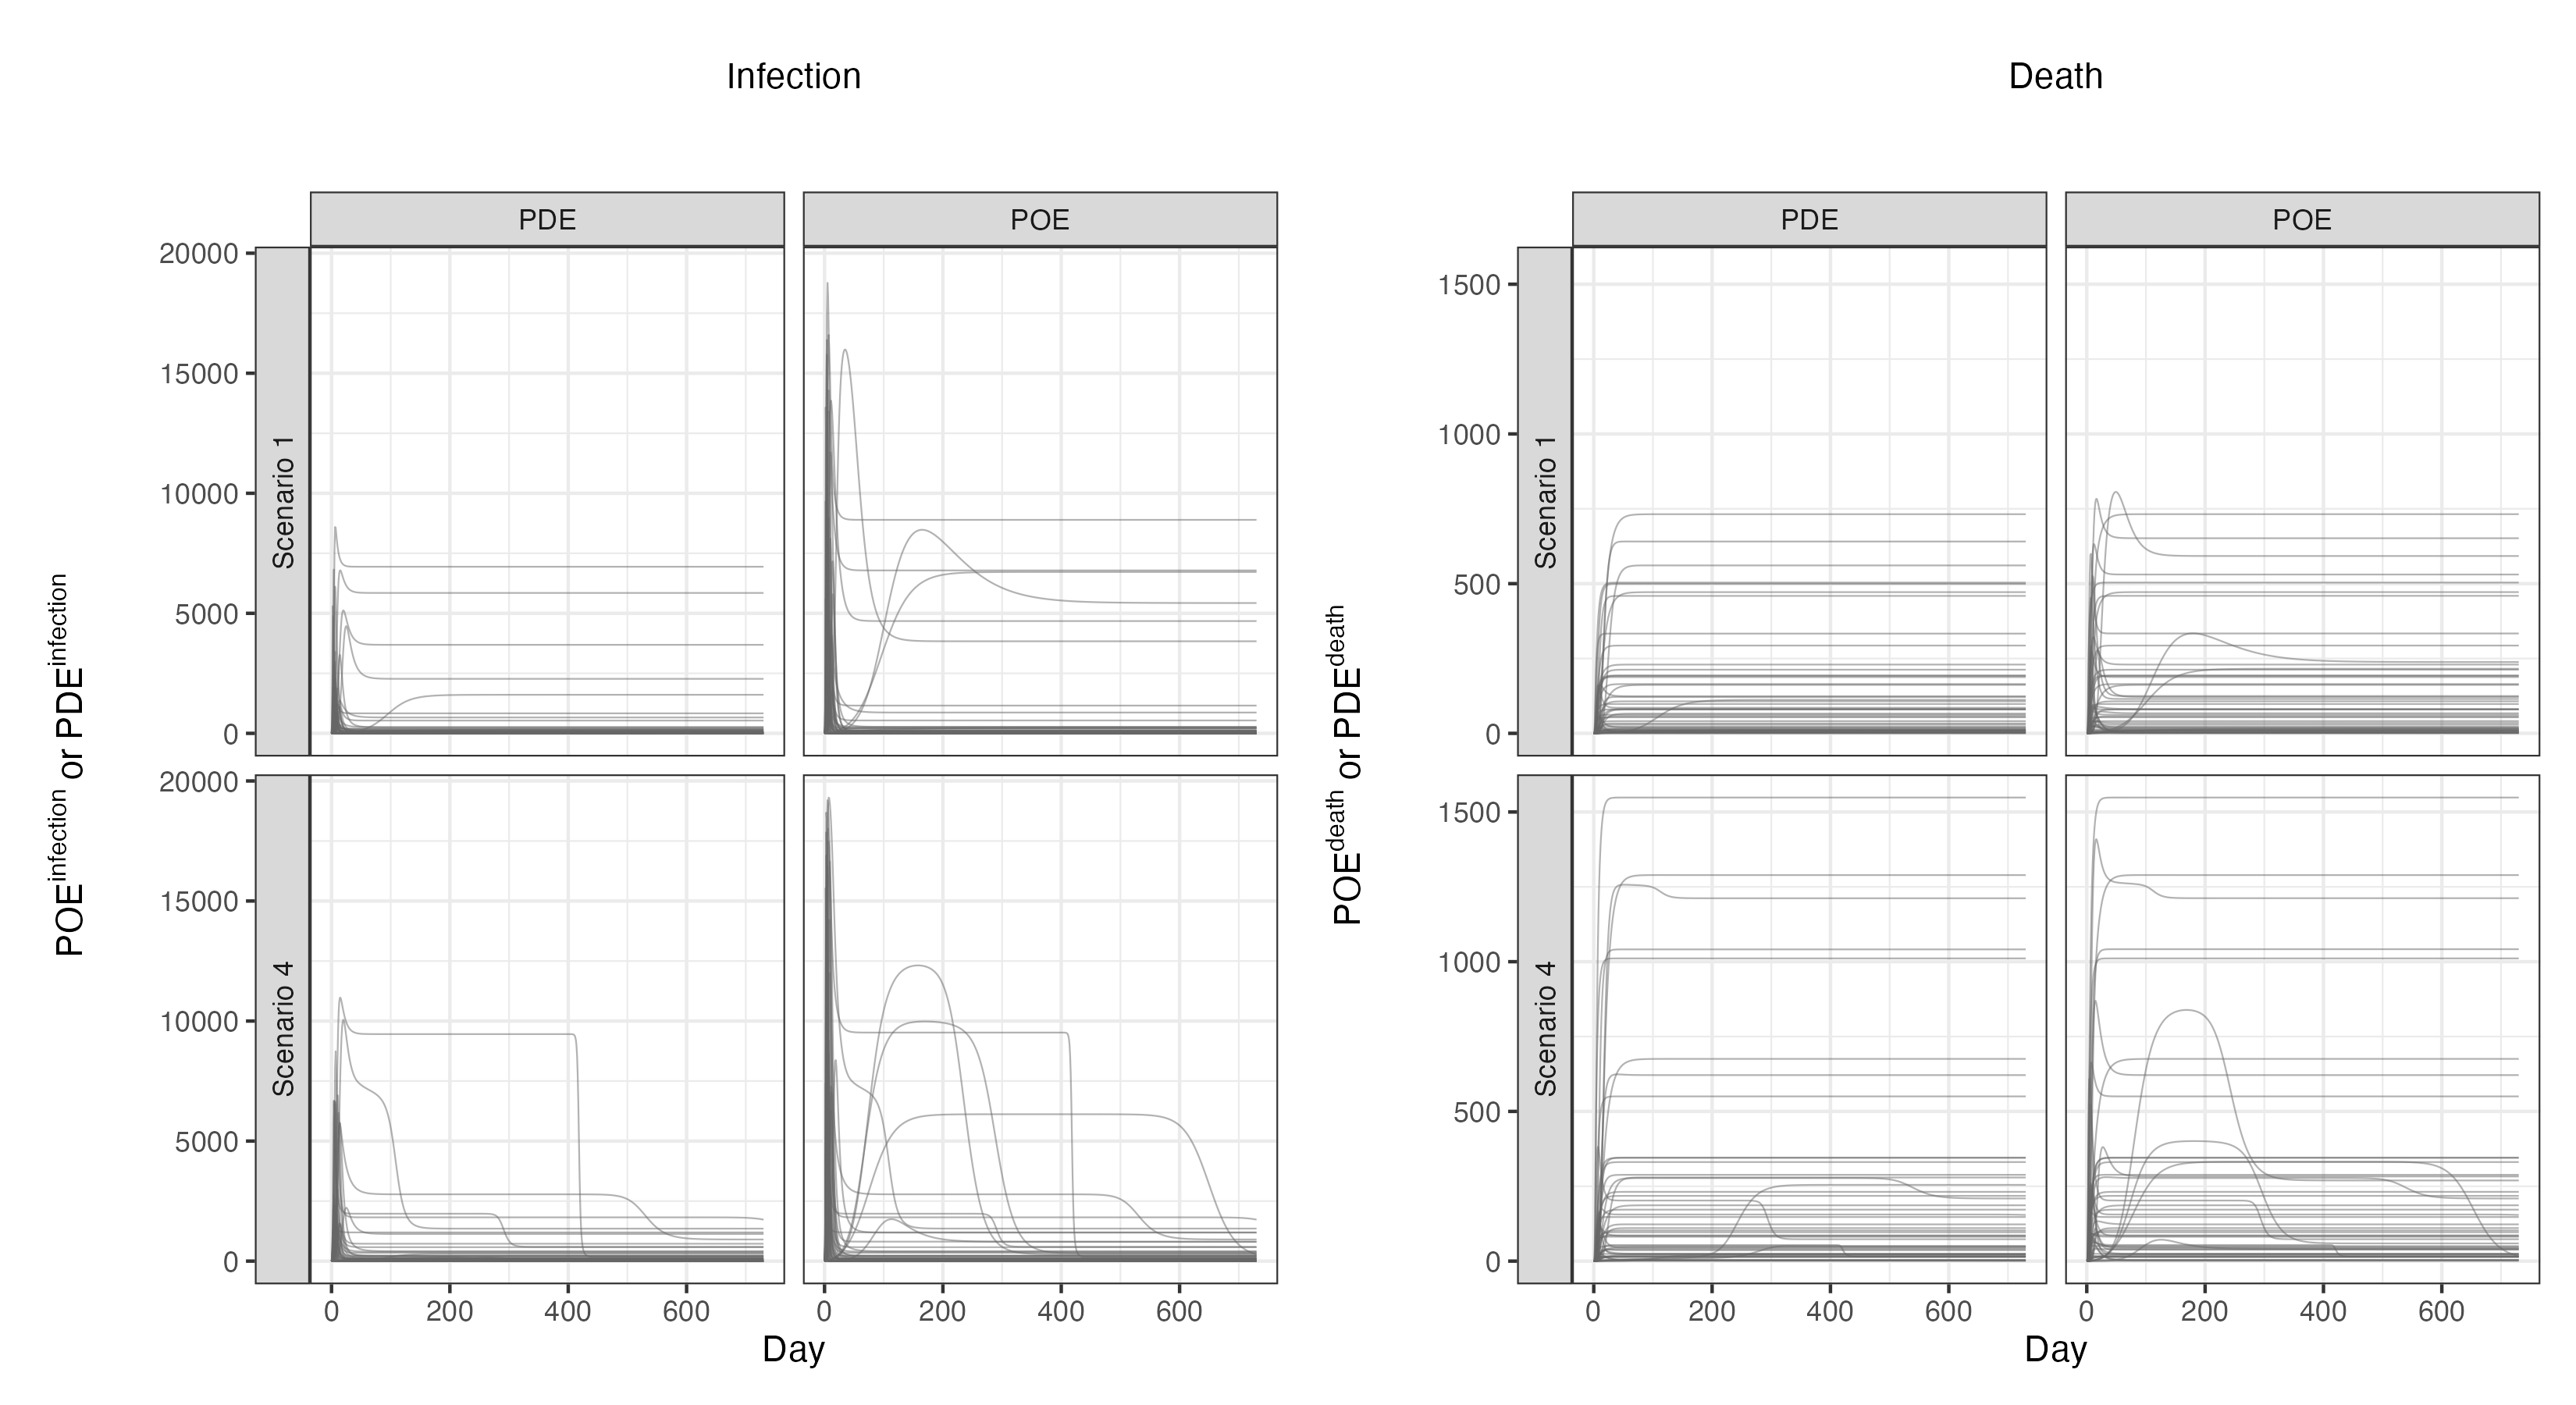 Infection
PDE
POE
POE^infection or PDE^infection
Scenario 1
20000
15000
10000
5000
0
Scenario 4
20000
15000
10000
5000
0
0 200 400 600
0 200 400 600
Day
Death
PDE
POE
POE^death or PDE^death
Scenario 1
1500
1000
500
0
Scenario 4
1500
1000
500
0
0 200 400 600
0 200 400 600
Day